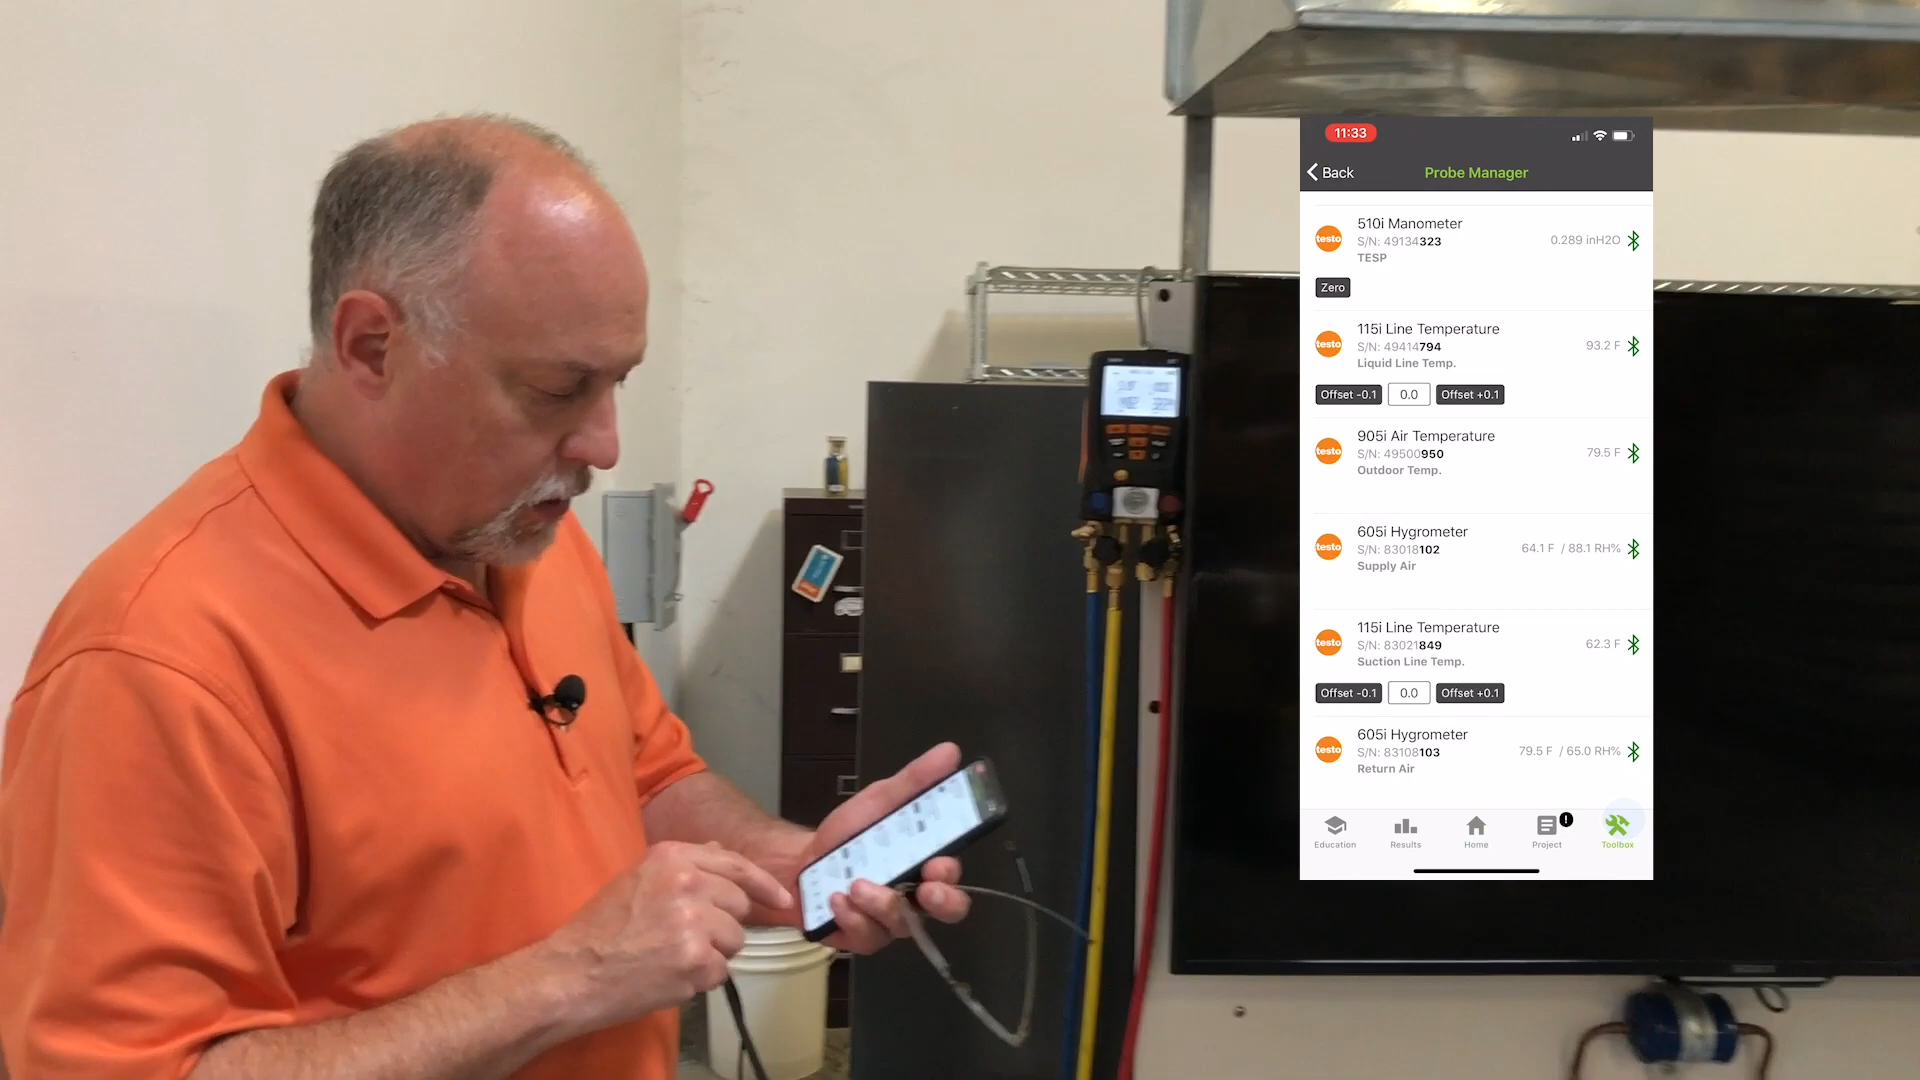 11:33
Back
Probe Manager
testo
510i Manometer
S/N: 49134323
TESP
0.289 inH2O
Zero
testo
115i Line Temperature
S/N: 49414794
Liquid Line Temp.
93.2 F
Offset -0.1
0.0
Offset +0.1
testo
905i Air Temperature
S/N: 49500950
Outdoor Temp.
79.5 F
testo
605i Hygrometer
S/N: 83018102
Supply Air
64.1 F / 88.1 RH%
testo
115i Line Temperature
S/N: 83021849
Suction Line Temp.
62.3 F
Offset -0.1
0.0
Offset +0.1
testo
605i Hygrometer
S/N: 83108103
Return Air
79.5 F / 65.0 RH%
Education
Results
Home
!
Project
Toolbox